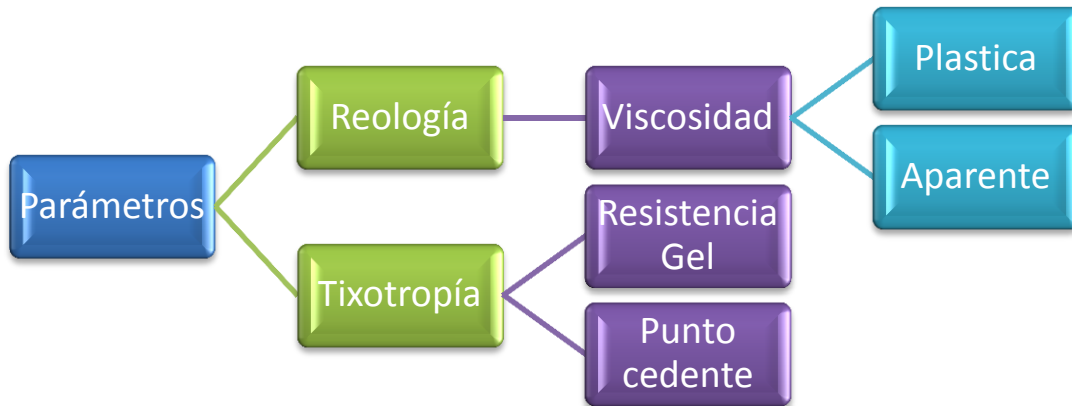 Parámetros
Reología
Viscosidad
Plastica
Aparente
Tixotropía
Resistencia
Gel
Punto
cedente